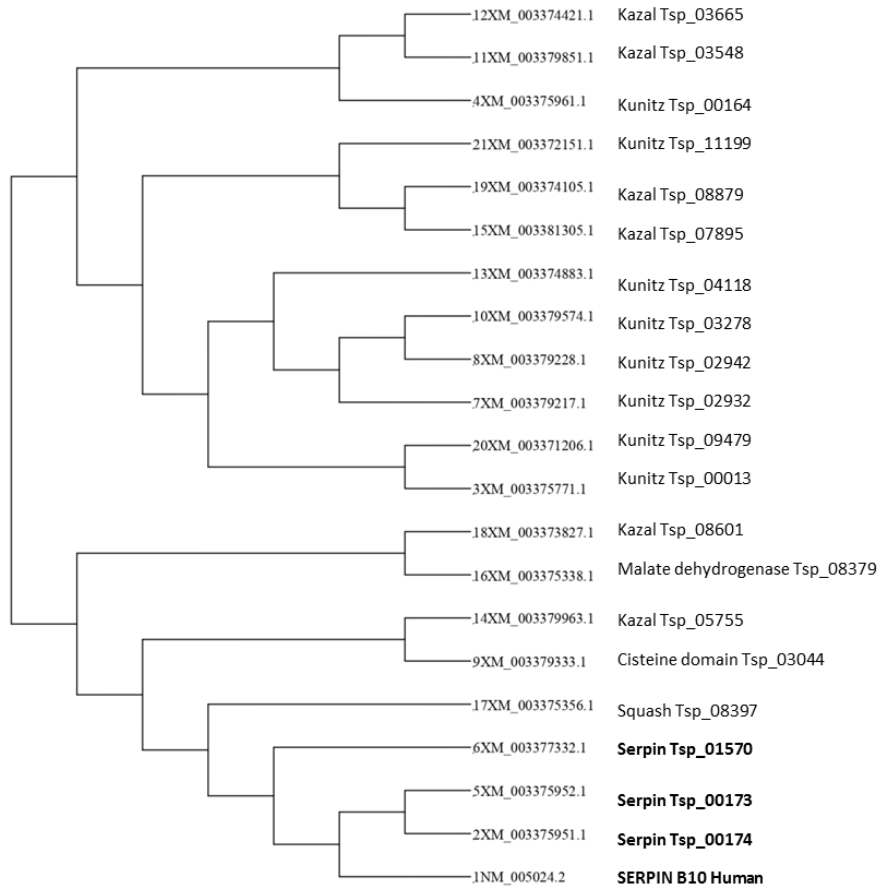 12XM_003374421.1 Kazal Tsp_03665
11XM_003379851.1 Kazal Tsp_03548
4XM_003375961.1 Kunitz Tsp_00164
21XM_003372151.1 Kunitz Tsp_11199
19XM_003374105.1 Kazal Tsp_08879
15XM_003381305.1 Kazal Tsp_07895
13XM_003374883.1 Kunitz Tsp_04118
10XM_003379574.1 Kunitz Tsp_03278
8XM_003379228.1 Kunitz Tsp_02942
7XM_003379217.1 Kunitz Tsp_02932
20XM_003371206.1 Kunitz Tsp_09479
3XM_003375771.1 Kunitz Tsp_00013
18XM_003373827.1 Kazal Tsp_08601
16XM_003375338.1 Malate dehydrogenase Tsp_08379
14XM_003379963.1 Kazal Tsp_05755
9XM_003379333.1 Cisteine domain Tsp_03044
17XM_003375356.1 Squash Tsp_08397
6XM_003377332.1 Serpin Tsp_01570
5XM_003375952.1 Serpin Tsp_00173
2XM_003375951.1 Serpin Tsp_00174
1NM_005024.2 SERPIN B10 Human